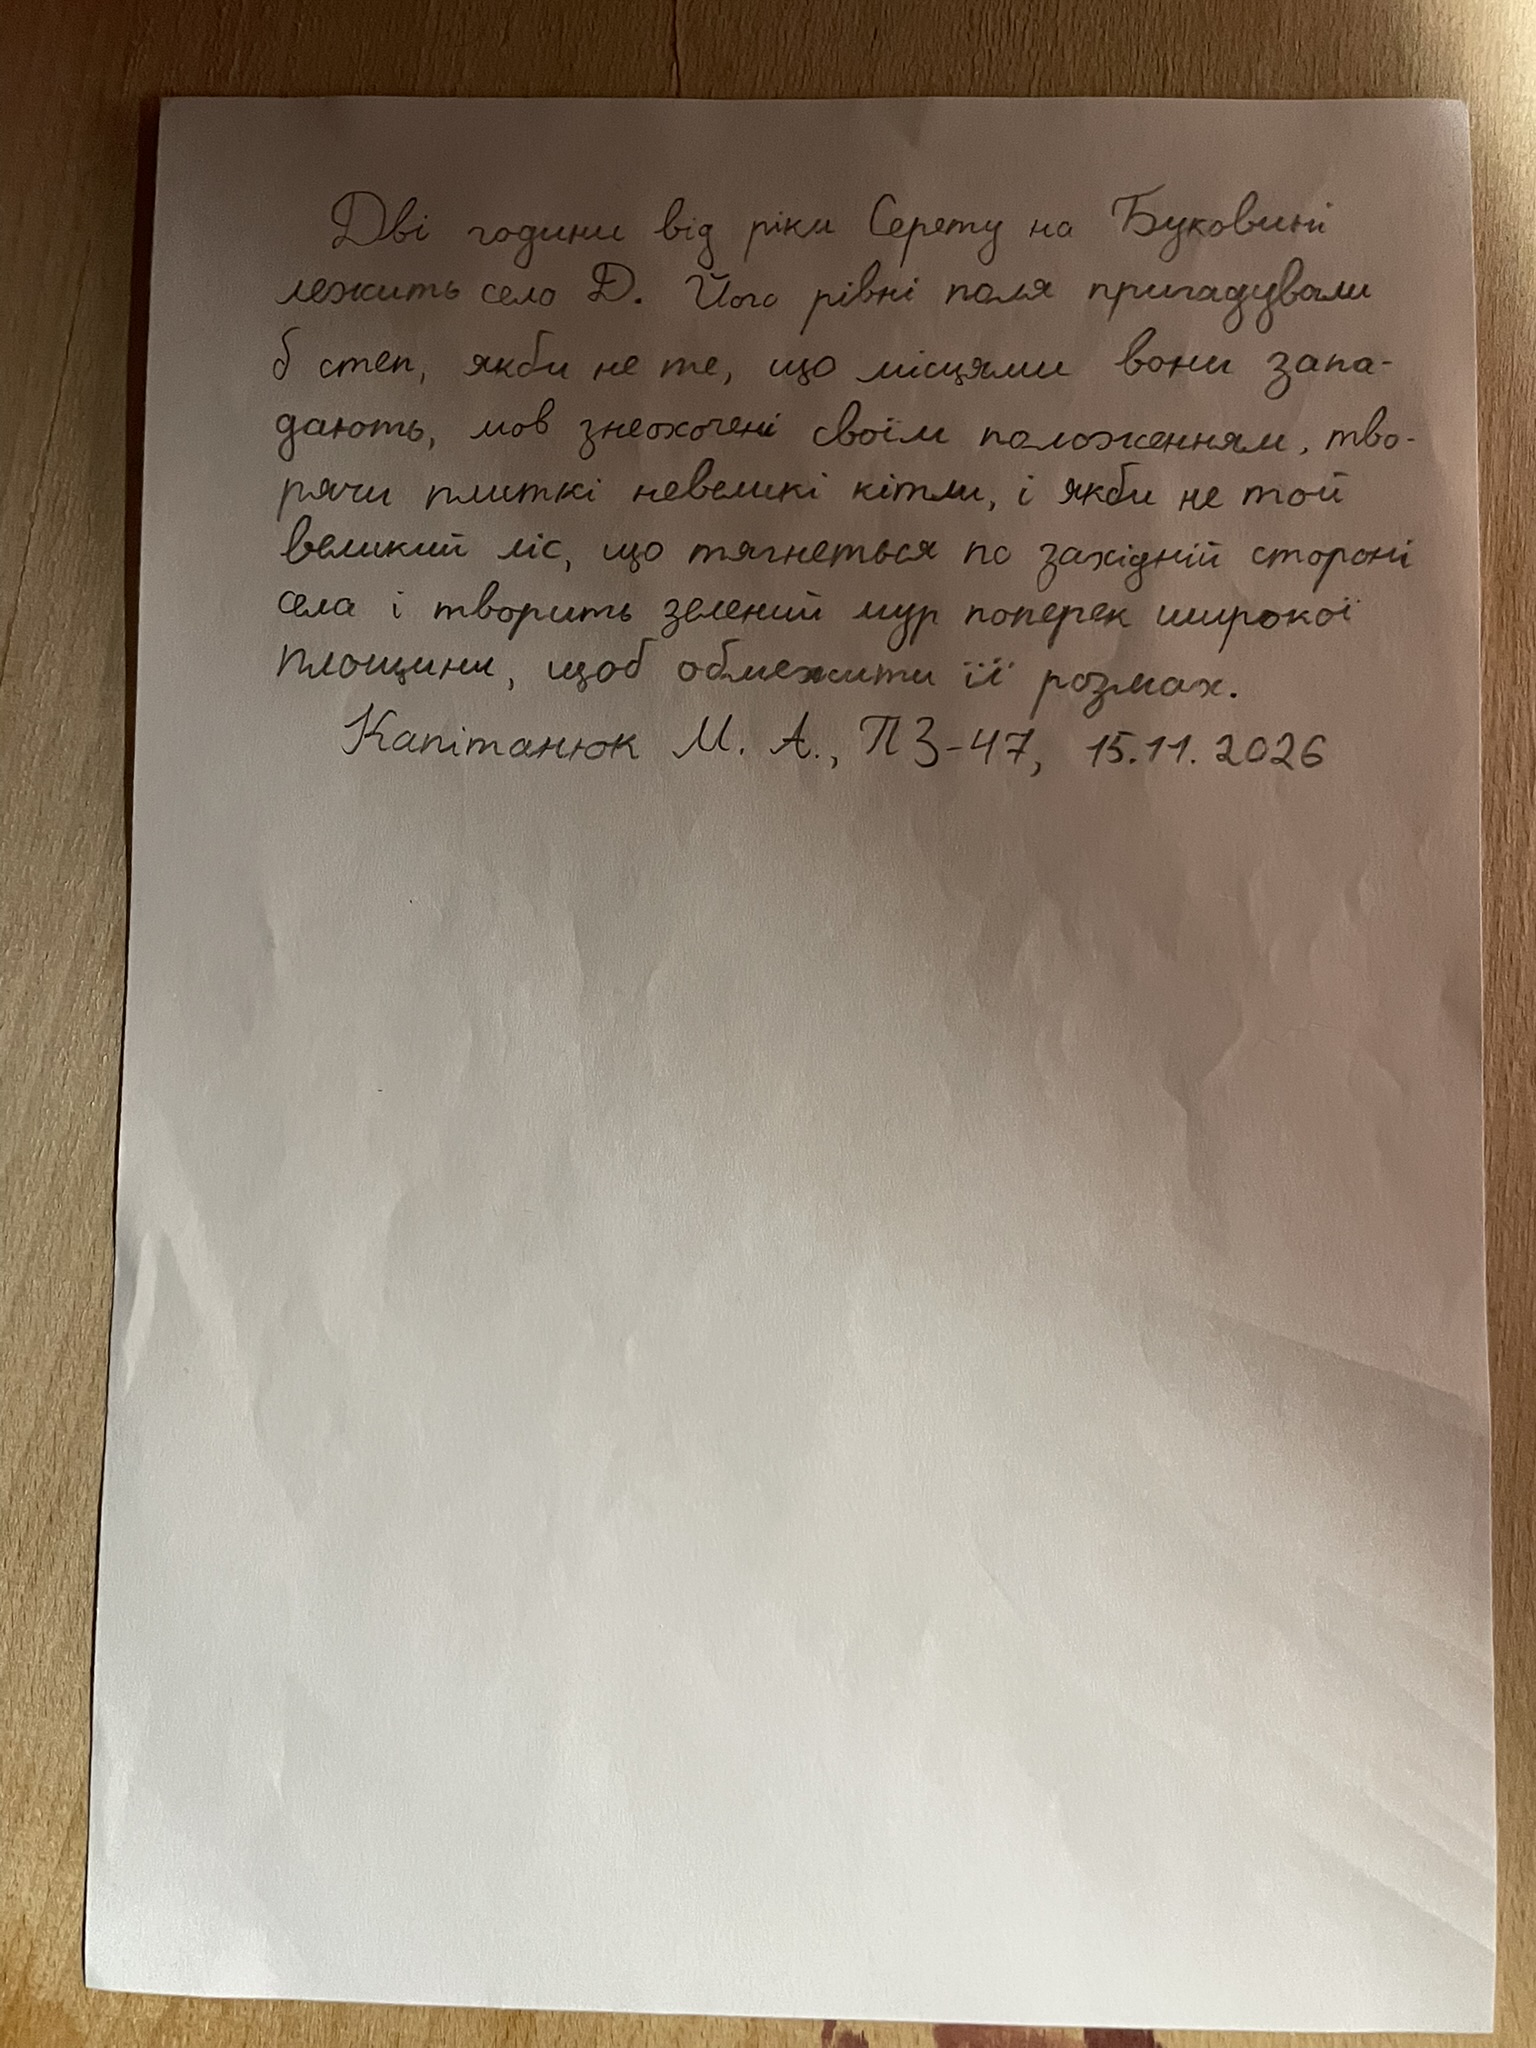 Дві години від ріки Серету на Буковині
лежить село Д. Його рівні поля пригадували
б степ, якби не те, що місцями вони запа-
дають, мов знеохочені своїм положенням, тво-
рячи плиткі невеликі кітли, і якби не той
великий ліс, що тягнеться по західній стороні
села і творить зелений мур поперек широкої
площини, щоб обмежити її розмах.
Капітанюк М. А., ПЗ-47, 15.11.2026